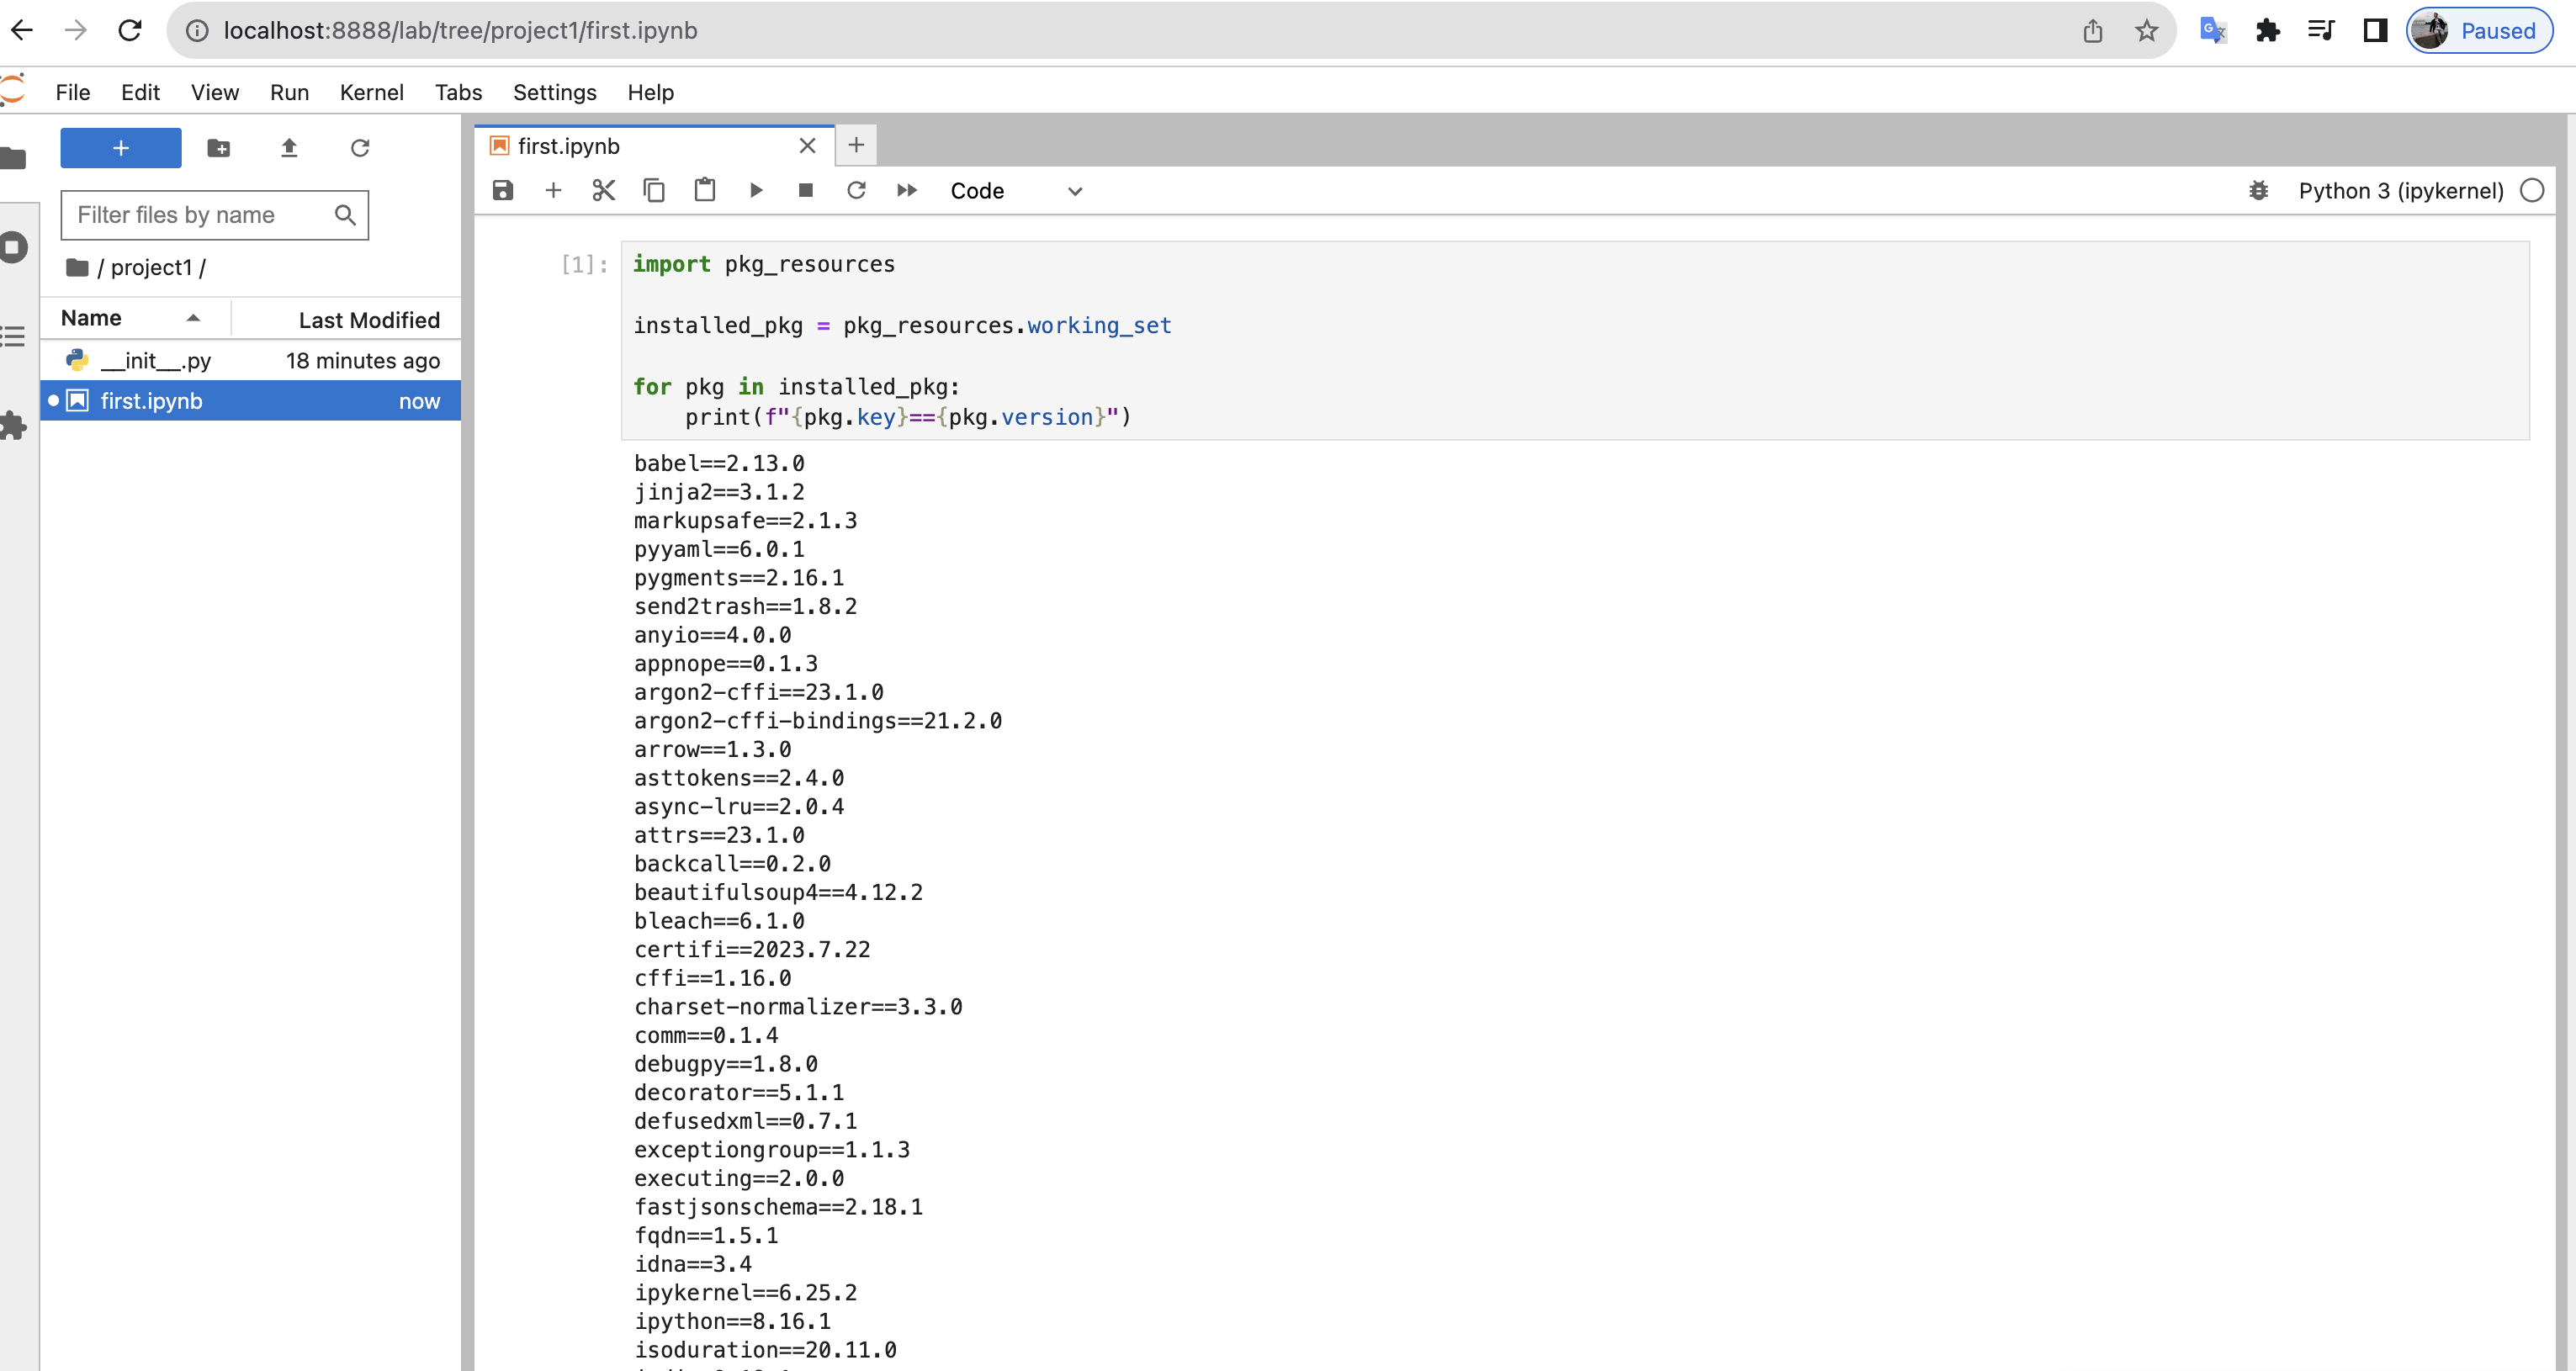 localhost:8888/lab/tree/project1/first.ipynb
Paused
File Edit View Run Kernel Tabs Settings Help
+
Filter files by name
/ project1 /
Name Last Modified
__init__.py 18 minutes ago
first.ipynb now
first.ipynb
Code
Python 3 (ipykernel)
[1]:
import pkg_resources
installed_pkg = pkg_resources.working_set
for pkg in installed_pkg:
    print(f"{pkg.key}=={pkg.version}")
babel==2.13.0
jinja2==3.1.2
markupsafe==2.1.3
pyyaml==6.0.1
pygments==2.16.1
send2trash==1.8.2
anyio==4.0.0
appnope==0.1.3
argon2-cffi==23.1.0
argon2-cffi-bindings==21.2.0
arrow==1.3.0
asttokens==2.4.0
async-lru==2.0.4
attrs==23.1.0
backcall==0.2.0
beautifulsoup4==4.12.2
bleach==6.1.0
certifi==2023.7.22
cffi==1.16.0
charset-normalizer==3.3.0
comm==0.1.4
debugpy==1.8.0
decorator==5.1.1
defusedxml==0.7.1
exceptiongroup==1.1.3
executing==2.0.0
fastjsonschema==2.18.1
fqdn==1.5.1
idna==3.4
ipykernel==6.25.2
ipython==8.16.1
isoduration==20.11.0